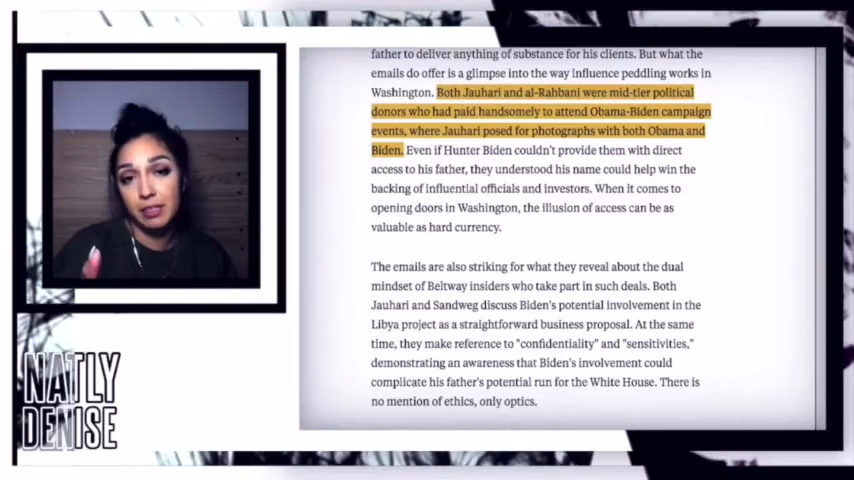 father to deliver anything of substance for his clients. But what the
emails do offer is a glimpse into the way influence peddling works in
Washington. Both Jauhari and al-Rahbani were mid-tier political
donors who had paid handsomely to attend Obama-Biden campaign
events, where Jauhari posed for photographs with both Obama and
Biden. Even if Hunter Biden couldn't provide them with direct
access to his father, they understood his name could help win the
backing of influential officials and investors. When it comes to
opening doors in Washington, the illusion of access can be as
valuable as hard currency.
The emails are also striking for what they reveal about the dual
mindset of Beltway insiders who take part in such deals. Both
Jauhari and Sandweg discuss Biden's potential involvement in the
Libya project as a straightforward business proposal. At the same
time, they make reference to "confidentiality" and "sensitivities,"
demonstrating an awareness that Biden's involvement could
complicate his father's potential run for the White House. There is
no mention of ethics, only optics.
NATLY
DENISE